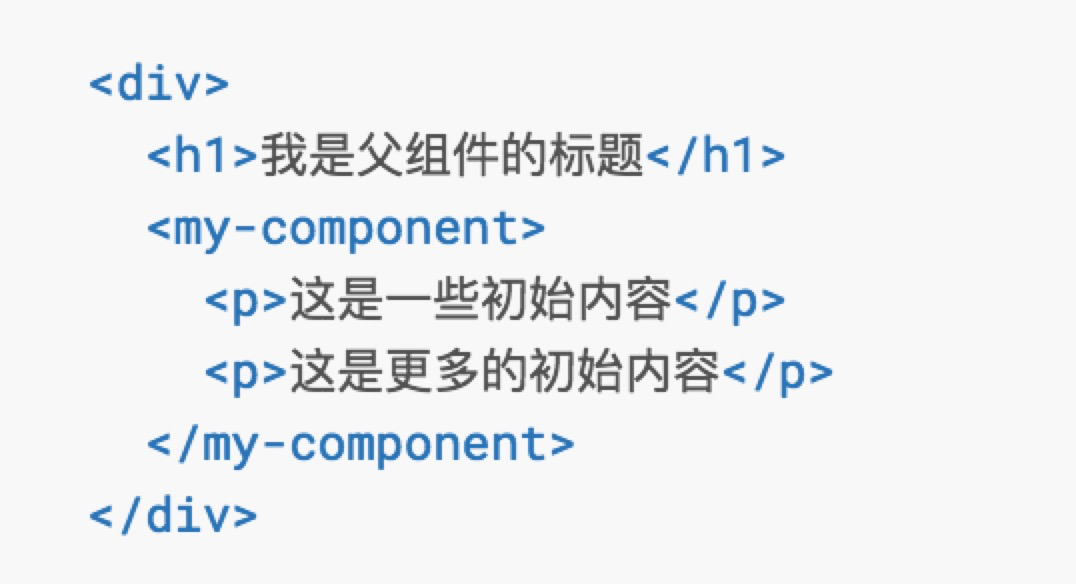 <div>
<h1>我是父组件的标题</h1>
<my-component>
<p>这是一些初始内容</p>
<p>这是更多的初始内容</p>
</my-component>
</div>